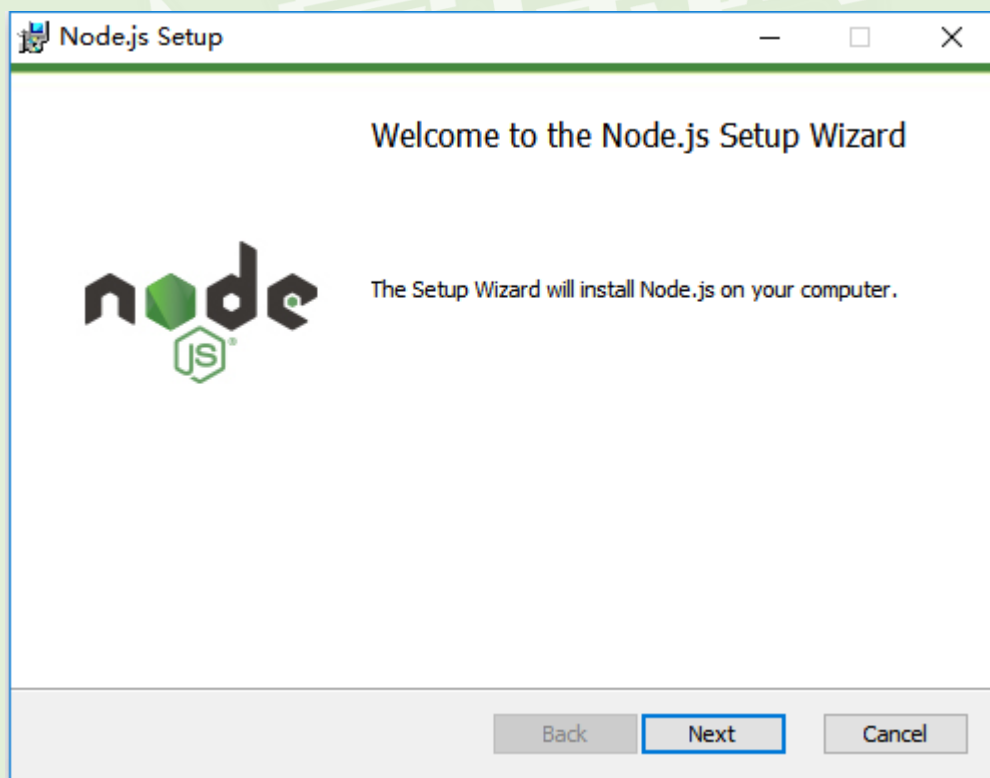 Node.js Setup
Welcome to the Node.js Setup Wizard
node
JS®
The Setup Wizard will install Node.js on your computer.
Back
Next
Cancel